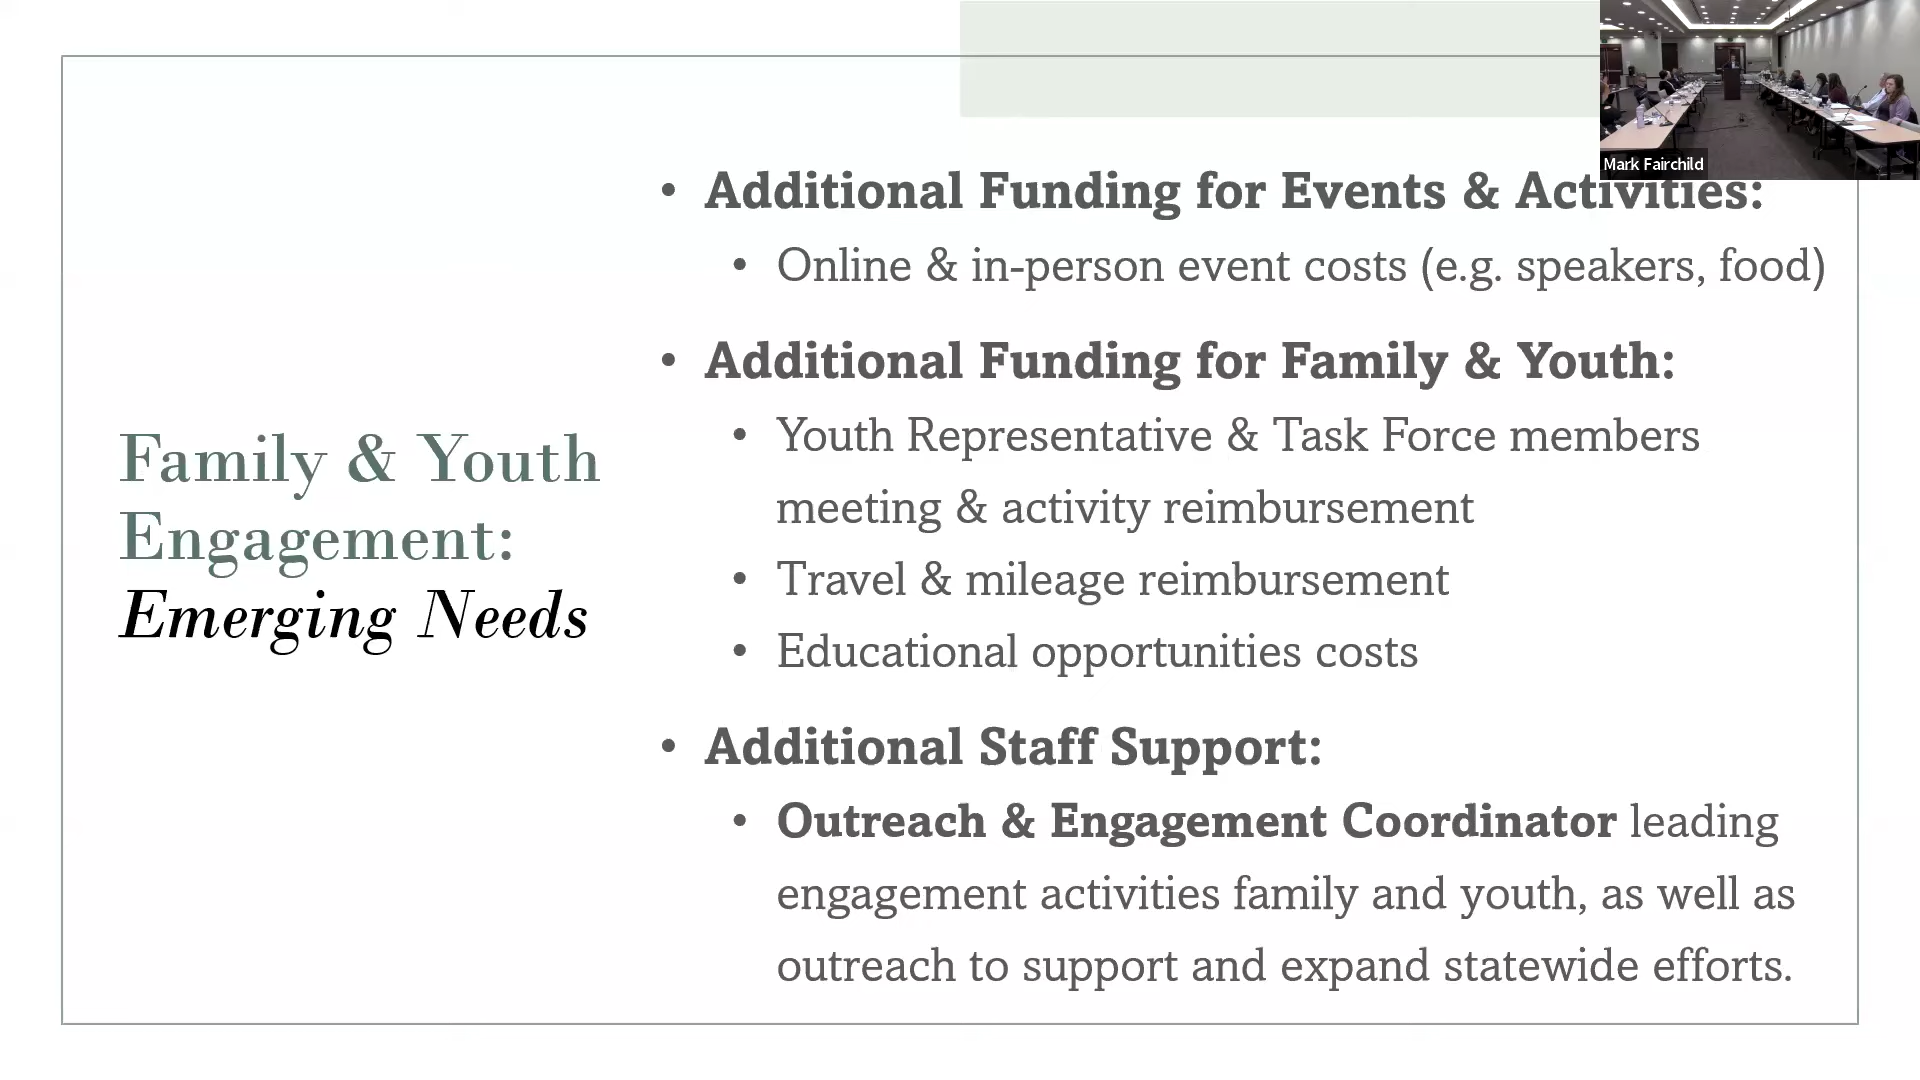 Mark Fairchild
Family & Youth
Engagement:
Emerging Needs
• Additional Funding for Events & Activities:
• Online & in-person event costs (e.g. speakers, food)
• Additional Funding for Family & Youth:
• Youth Representative & Task Force members
meeting & activity reimbursement
• Travel & mileage reimbursement
• Educational opportunities costs
• Additional Staff Support:
• Outreach & Engagement Coordinator leading
engagement activities family and youth, as well as
outreach to support and expand statewide efforts.